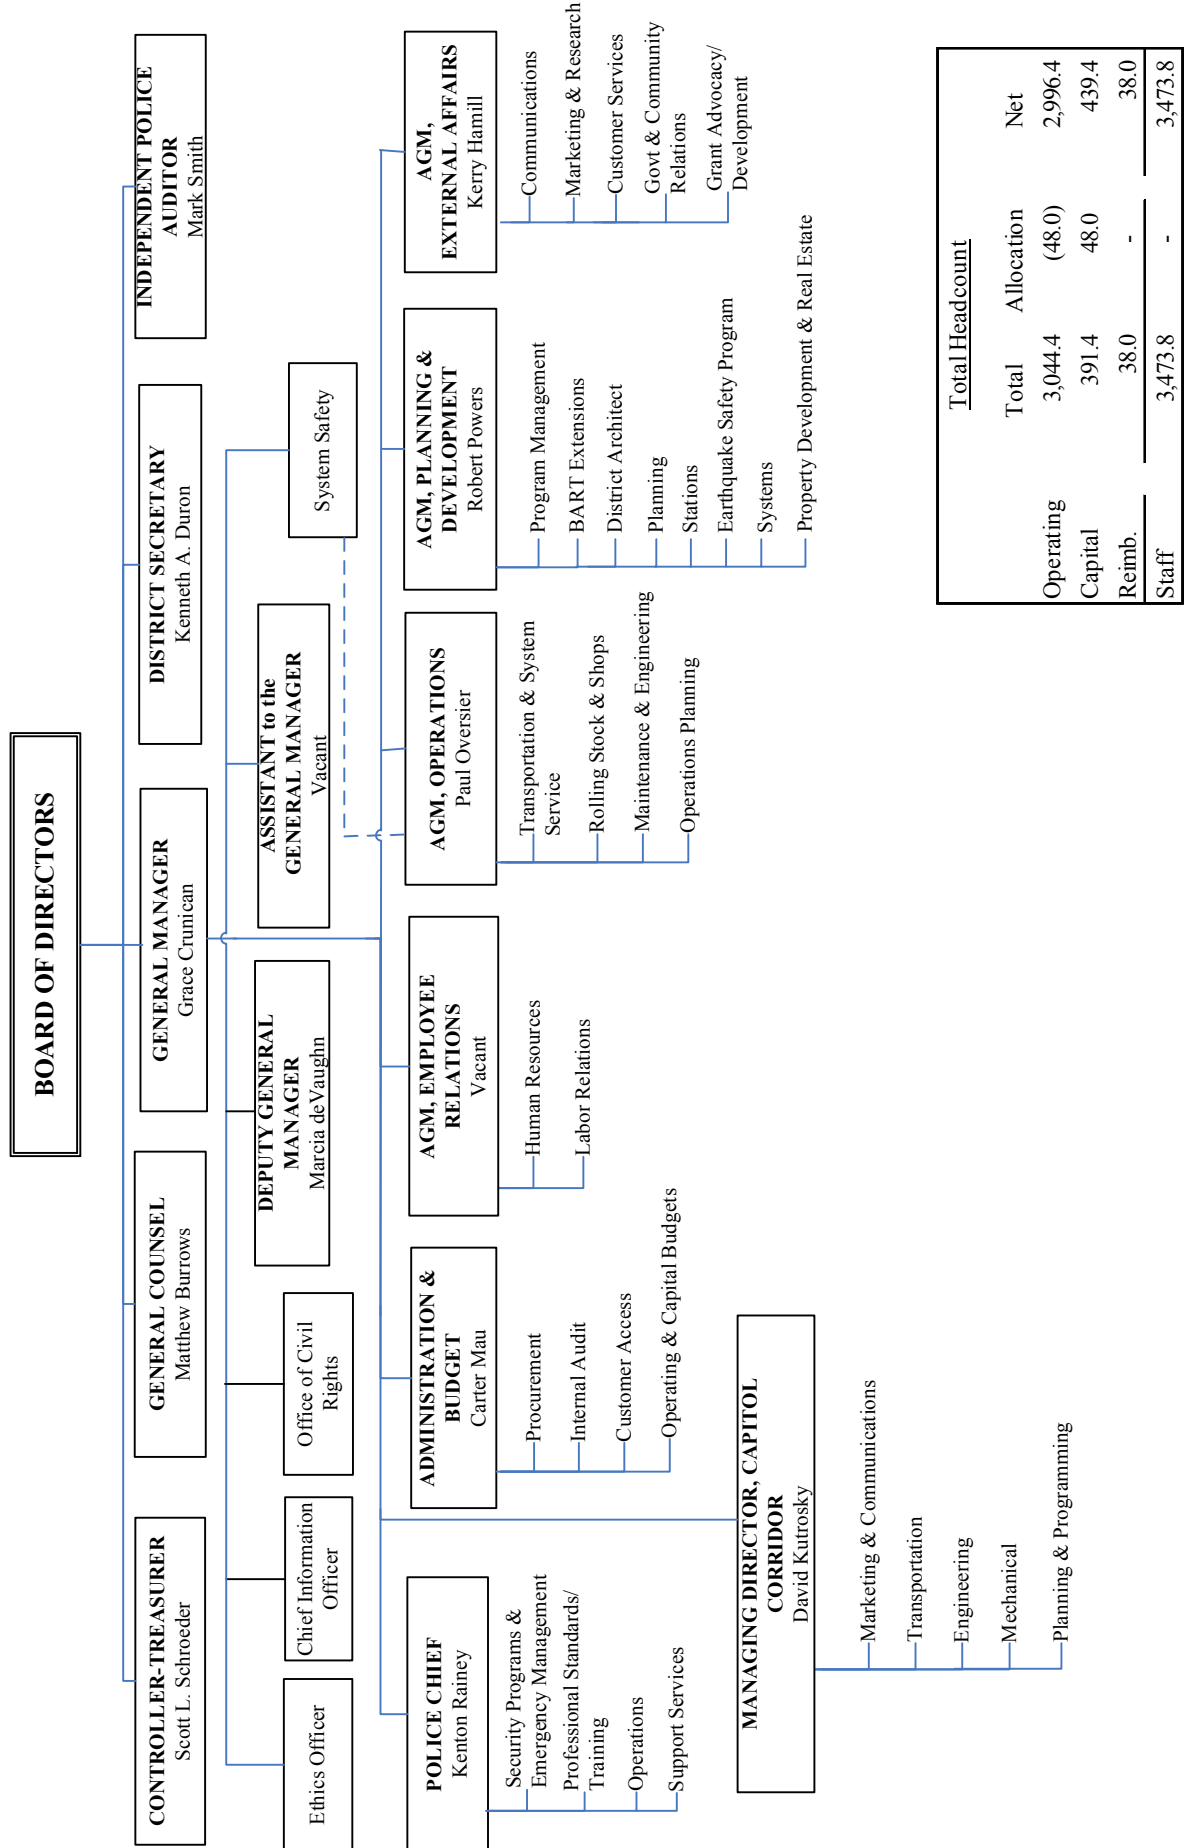 BOARD OF DIRECTORS
CONTROLLER-TREASURER
Scott L. Schroeder
GENERAL COUNSEL
Matthew Burrows
GENERAL MANAGER
Grace Crunican
DISTRICT SECRETARY
Kenneth A. Duron
INDEPENDENT POLICE
AUDITOR
Mark Smith
Ethics Officer
Chief Information
Officer
Office of Civil
Rights
DEPUTY GENERAL
MANAGER
Marcia deVaughn
ASSISTANT to the
GENERAL MANAGER
Vacant
System Safety
POLICE CHIEF
Kenton Rainey
Security Programs &
Emergency Management
Professional Standards/
Training
Operations
Support Services
ADMINISTRATION &
BUDGET
Carter Mau
Procurement
Internal Audit
Customer Access
Operating & Capital Budgets
AGM, EMPLOYEE
RELATIONS
Vacant
Human Resources
Labor Relations
AGM, OPERATIONS
Paul Oversier
Transportation & System
Service
Rolling Stock & Shops
Maintenance & Engineering
Operations Planning
AGM, PLANNING &
DEVELOPMENT
Robert Powers
Program Management
BART Extensions
District Architect
Planning
Stations
Earthquake Safety Program
Systems
Property Development & Real Estate
AGM,
EXTERNAL AFFAIRS
Kerry Hamill
Communications
Marketing & Research
Customer Services
Govt & Community
Relations
Grant Advocacy/
Development
MANAGING DIRECTOR, CAPITOL
CORRIDOR
David Kutrosky
Marketing & Communications
Transportation
Engineering
Mechanical
Planning & Programming
Total Headcount
Total Allocation Net
Operating 3,044.4 (48.0) 2,996.4
Capital 391.4 48.0 439.4
Reimb. 38.0 - 38.0
Staff 3,473.8 - 3,473.8